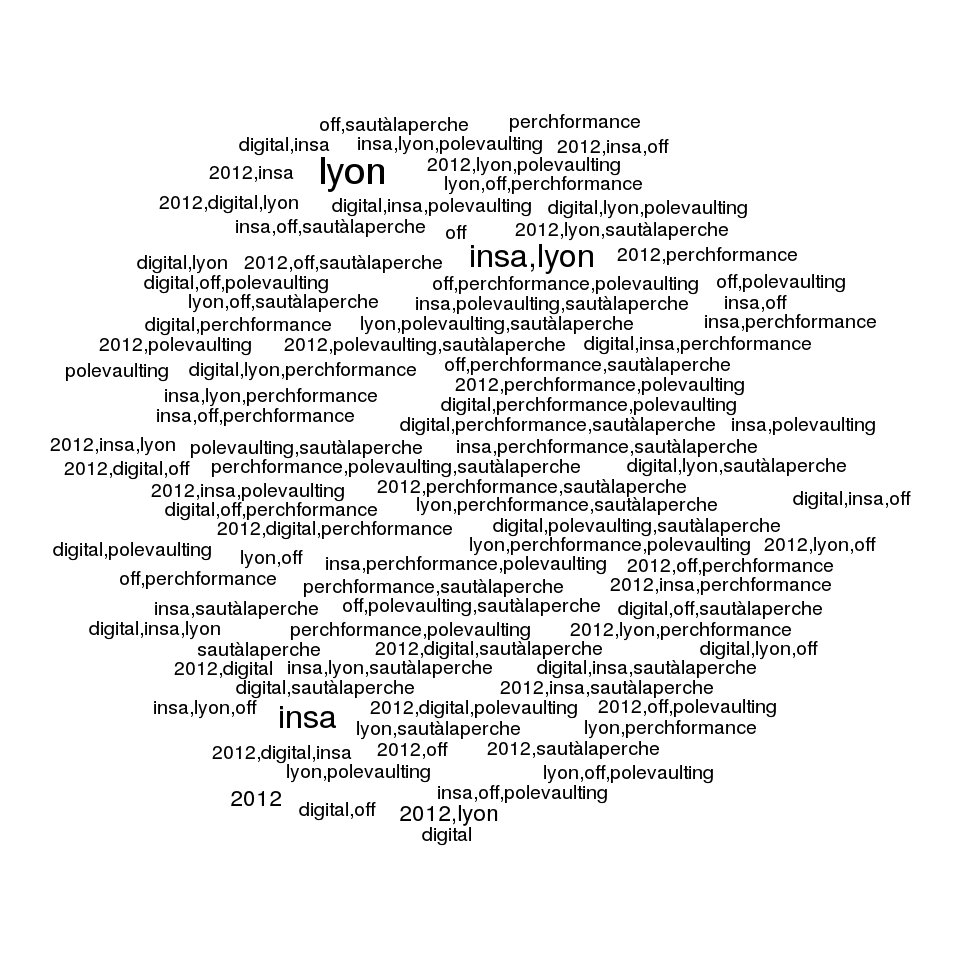 off,sautàlaperche perchformance
digital,insa insa,lyon,polevaulting 2012,insa,off
2012,insa lyon 2012,lyon,polevaulting
lyon,off,perchformance
2012,digital,lyon digital,insa,polevaulting digital,lyon,polevaulting
insa,off,sautàlaperche off 2012,lyon,sautàlaperche
digital,lyon 2012,off,sautàlaperche insa,lyon 2012,perchformance
digital,off,polevaulting off,perchformance,polevaulting off,polevaulting
lyon,off,sautàlaperche insa,polevaulting,sautàlaperche insa,off
digital,perchformance lyon,polevaulting,sautàlaperche insa,perchformance
2012,polevaulting 2012,polevaulting,sautàlaperche digital,insa,perchformance
polevaulting digital,lyon,perchformance off,perchformance,sautàlaperche
2012,perchformance,polevaulting
insa,lyon,perchformance digital,perchformance,polevaulting
insa,off,perchformance digital,perchformance,sautàlaperche insa,polevaulting
2012,insa,lyon polevaulting,sautàlaperche insa,perchformance,sautàlaperche
2012,digital,off perchformance,polevaulting,sautàlaperche digital,lyon,sautàlaperche
2012,insa,polevaulting 2012,perchformance,sautàlaperche digital,insa,off
digital,off,perchformance lyon,perchformance,sautàlaperche
2012,digital,perchformance digital,polevaulting,sautàlaperche
digital,polevaulting lyon,perchformance,polevaulting 2012,lyon,off
lyon,off insa,perchformance,polevaulting 2012,off,perchformance
off,perchformance perchformance,sautàlaperche 2012,insa,perchformance
insa,sautàlaperche off,polevaulting,sautàlaperche digital,off,sautàlaperche
digital,insa,lyon perchformance,polevaulting 2012,lyon,perchformance
sautàlaperche 2012,digital,sautàlaperche digital,lyon,off
2012,digital insa,lyon,sautàlaperche digital,insa,sautàlaperche
digital,sautàlaperche 2012,insa,sautàlaperche
insa,lyon,off insa 2012,digital,polevaulting 2012,off,polevaulting
lyon,sautàlaperche lyon,perchformance
2012,digital,insa 2012,off 2012,sautàlaperche
lyon,polevaulting lyon,off,polevaulting
2012 insa,off,polevaulting
digital,off 2012,lyon
digital